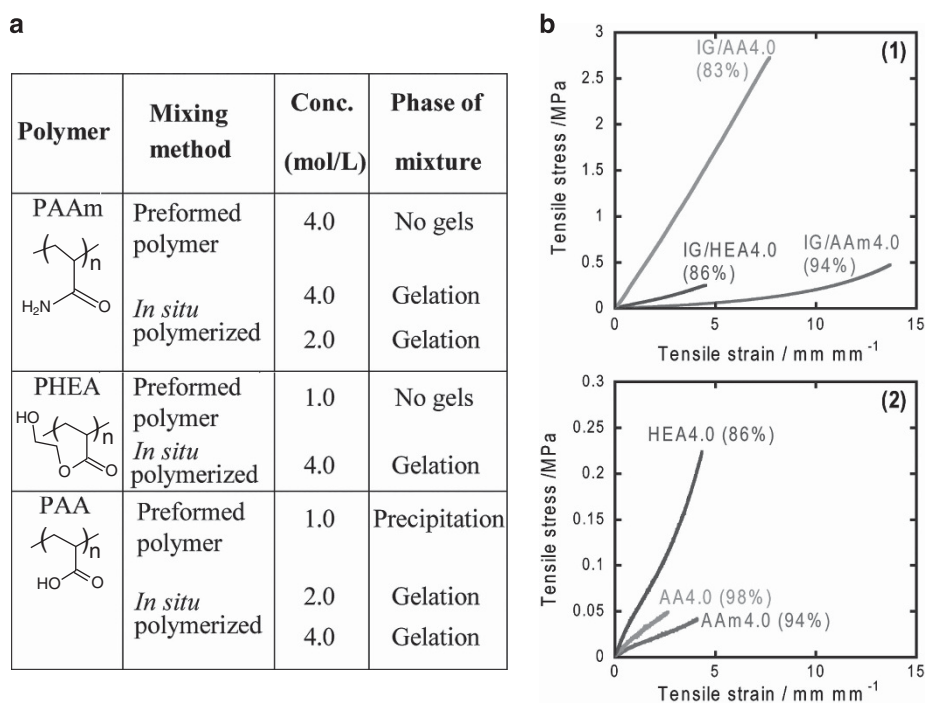 a
Polymer
Mixing
method
Conc.
(mol/L)
Phase of
mixture
PAAm
n
H₂N
O
Preformed
polymer
4.0
No gels
In situ
polymerized
4.0
Gelation
2.0
Gelation
PHEA
HO
n
O
O
Preformed
polymer
1.0
No gels
In situ
polymerized
4.0
Gelation
PAA
n
HO
O
Preformed
polymer
1.0
Precipitation
In situ
polymerized
2.0
Gelation
4.0
Gelation
b
(1)
Tensile stress /MPa
3
2.5
2
1.5
1
0.5
0
IG/AA4.0
(83%)
IG/HEA4.0
(86%)
IG/AAm4.0
(94%)
0 5 10 15
Tensile strain / mm mm⁻¹
(2)
Tensile stress /MPa
0.3
0.25
0.2
0.15
0.1
0.05
0
HEA4.0 (86%)
AA4.0 (98%)
AAm4.0 (94%)
0 5 10 15
Tensile strain / mm mm⁻¹